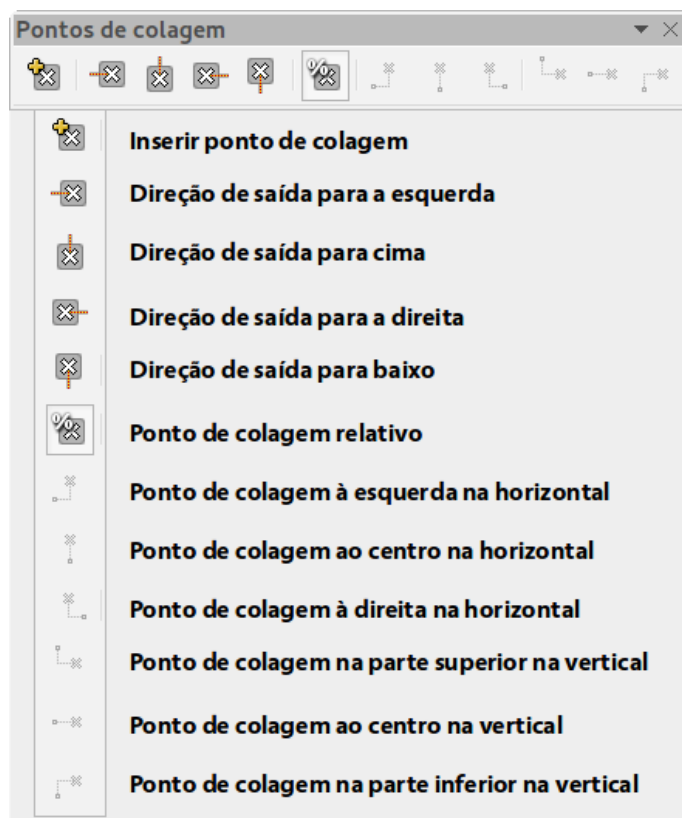 Pontos de colagem
Inserir ponto de colagem
Direção de saída para a esquerda
Direção de saída para cima
Direção de saída para a direita
Direção de saída para baixo
Ponto de colagem relativo
Ponto de colagem à esquerda na horizontal
Ponto de colagem ao centro na horizontal
Ponto de colagem à direita na horizontal
Ponto de colagem na parte superior na vertical
Ponto de colagem ao centro na vertical
Ponto de colagem na parte inferior na vertical